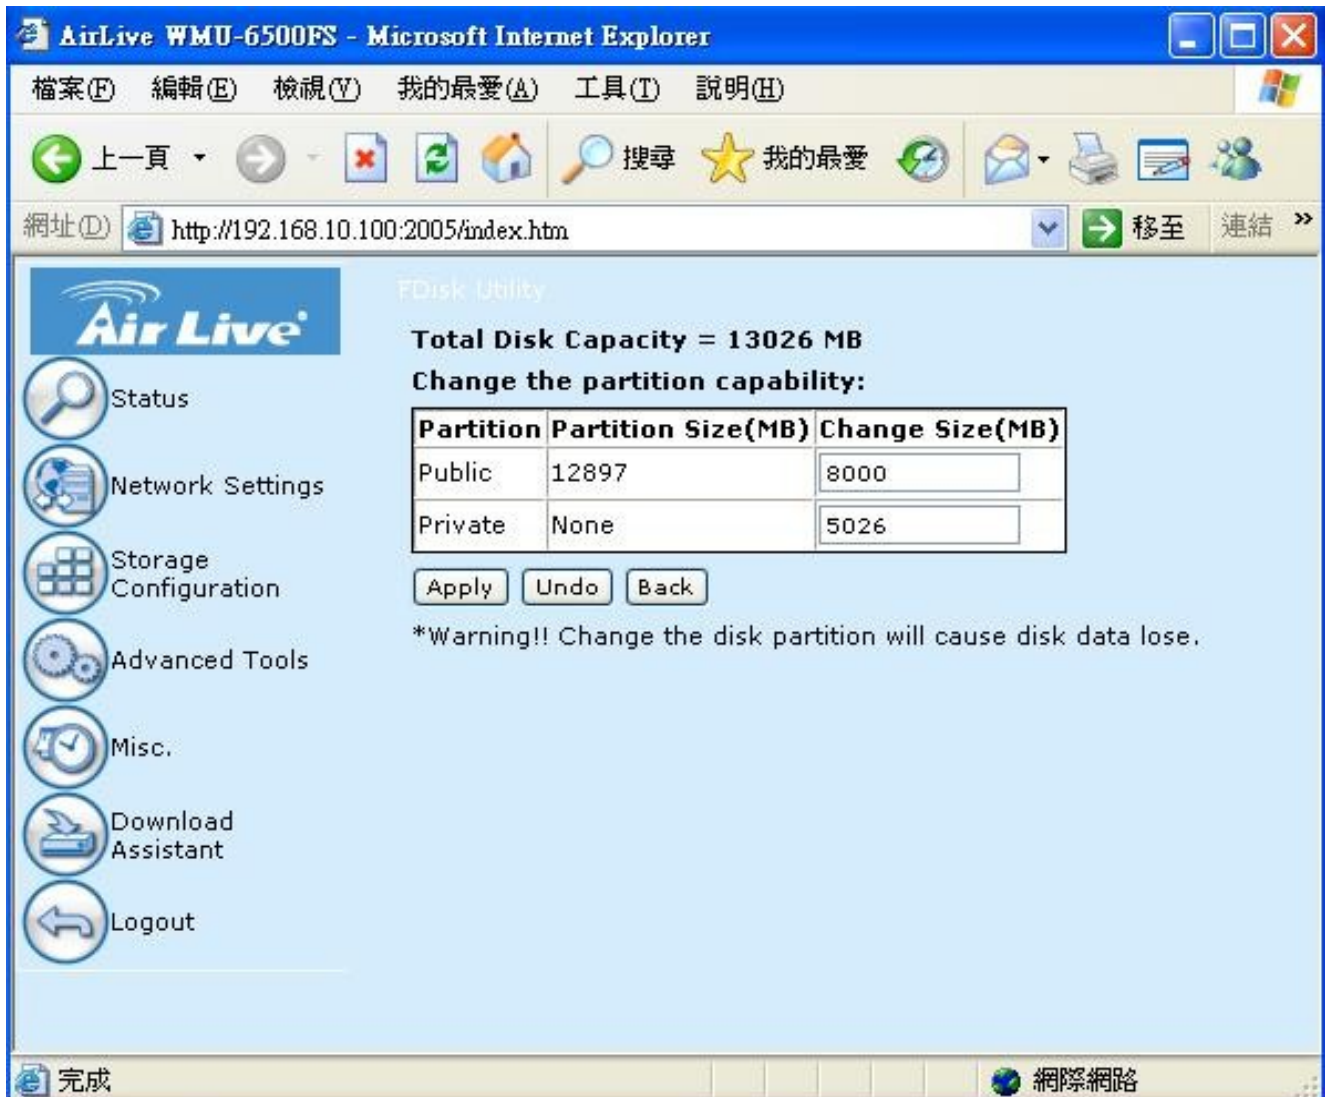 AirLive WMU-6500FS - Microsoft Internet Explorer
檔案(F) 編輯(E) 檢視(V) 我的最愛(A) 工具(T) 說明(H)
上一頁 搜尋 我的最愛
網址(D) http://192.168.10.100:2005/index.htm 移至 連結 »
Air Live®
Status
Network Settings
Storage
Configuration
Advanced Tools
Misc.
Download
Assistant
Logout
FDisk Utility
Total Disk Capacity = 13026 MB
Change the partition capability:
Partition Partition Size(MB) Change Size(MB)
Public 12897 8000
Private None 5026
Apply Undo Back
*Warning!! Change the disk partition will cause disk data lose.
完成 網際網路